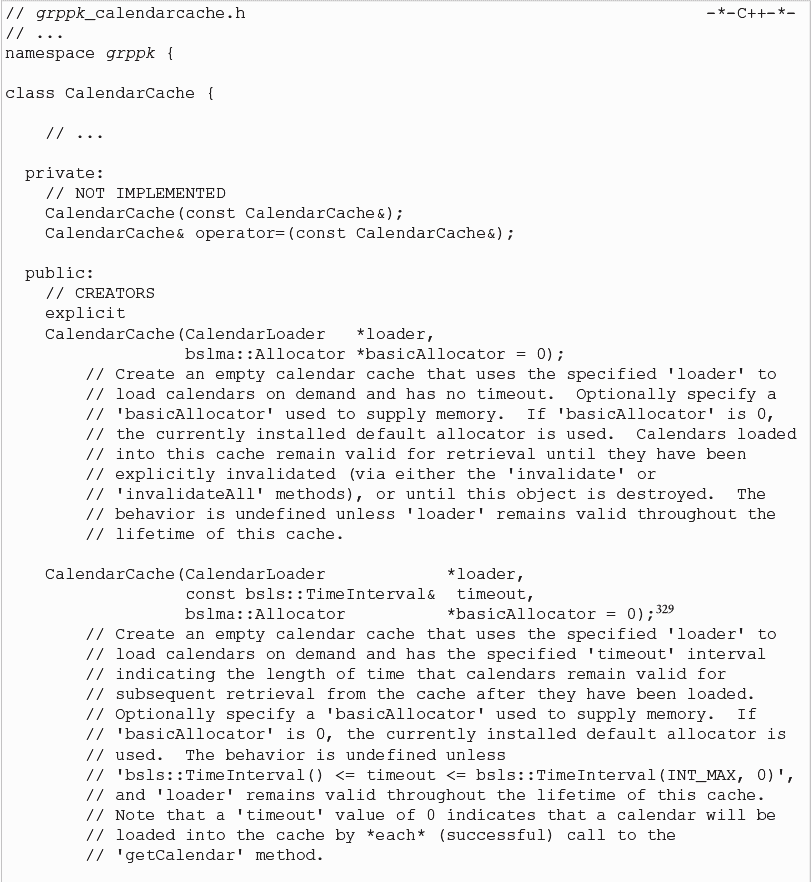 // grppk_calendarcache.h                                              -*-C++-*-
// ...
namespace grppk {

class CalendarCache {

    // ...

  private:
    // NOT IMPLEMENTED
    CalendarCache(const CalendarCache&);
    CalendarCache& operator=(const CalendarCache&);

  public:
    // CREATORS
    explicit
    CalendarCache(CalendarLoader   *loader,
                  bslma::Allocator *basicAllocator = 0);
        // Create an empty calendar cache that uses the specified 'loader' to
        // load calendars on demand and has no timeout.  Optionally specify a
        // 'basicAllocator' used to supply memory.  If 'basicAllocator' is 0,
        // the currently installed default allocator is used.  Calendars loaded
        // into this cache remain valid for retrieval until they have been
        // explicitly invalidated (via either the 'invalidate' or
        // 'invalidateAll' methods), or until this object is destroyed.  The
        // behavior is undefined unless 'loader' remains valid throughout the
        // lifetime of this cache.

    CalendarCache(CalendarLoader            *loader,
                  const bsls::TimeInterval&  timeout,
                  bslma::Allocator          *basicAllocator = 0);329
        // Create an empty calendar cache that uses the specified 'loader' to
        // load calendars on demand and has the specified 'timeout' interval
        // indicating the length of time that calendars remain valid for
        // subsequent retrieval from the cache after they have been loaded.
        // Optionally specify a 'basicAllocator' used to supply memory.  If
        // 'basicAllocator' is 0, the currently installed default allocator is
        // used.  The behavior is undefined unless
        // 'bsls::TimeInterval() <= timeout <= bsls::TimeInterval(INT_MAX, 0)',
        // and 'loader' remains valid throughout the lifetime of this cache.
        // Note that a 'timeout' value of 0 indicates that a calendar will be
        // loaded into the cache by *each* (successful) call to the
        // 'getCalendar' method.